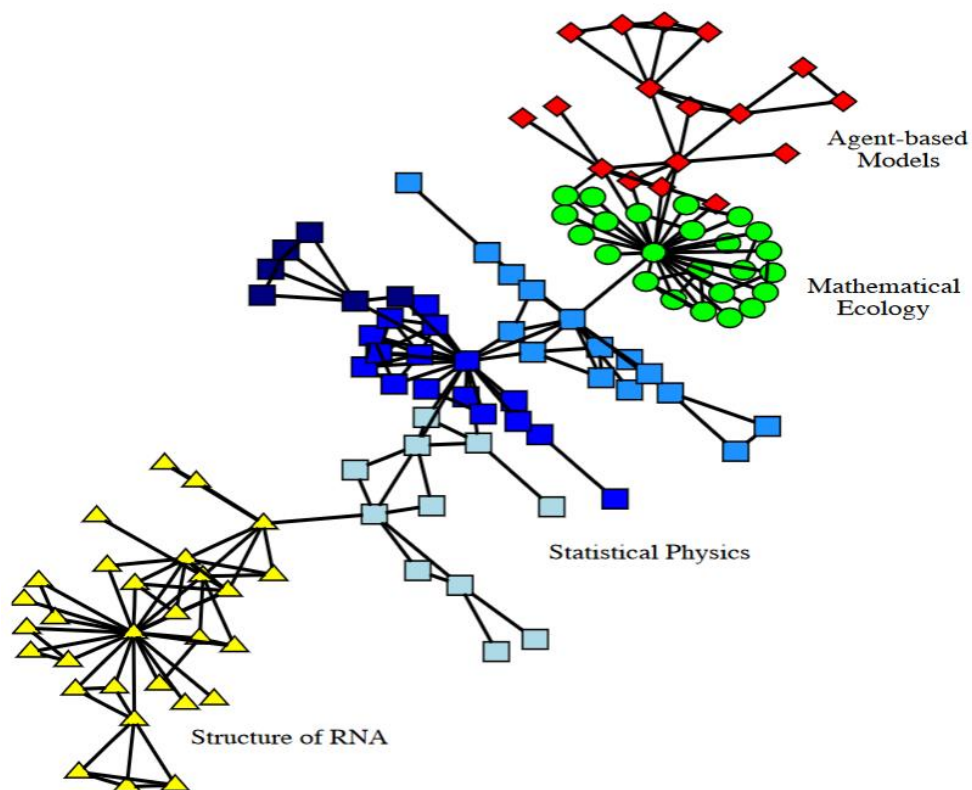 Agent-based
Models
Mathematical
Ecology
Statistical Physics
Structure of RNA